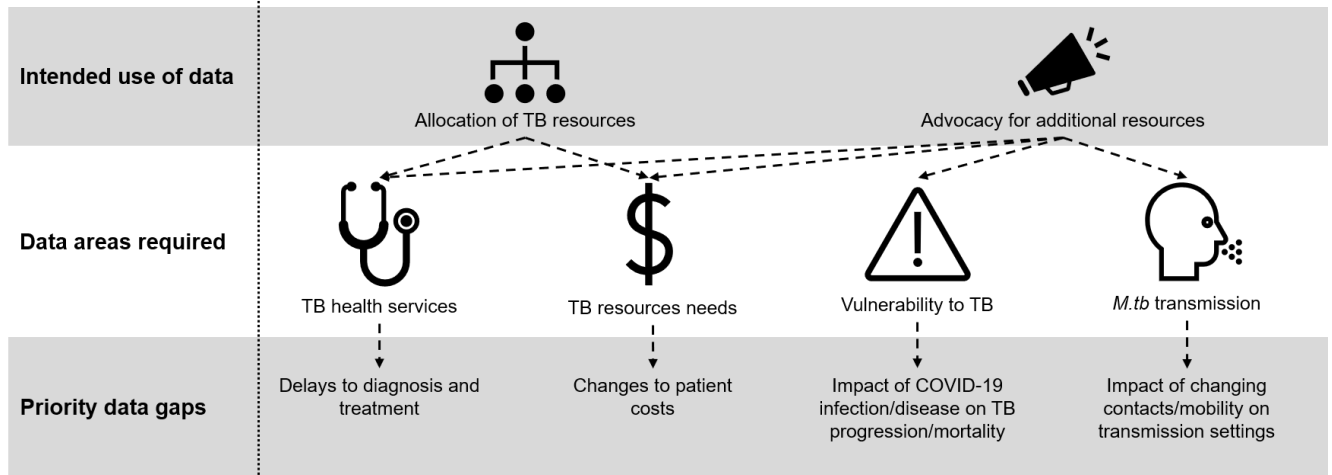 Intended use of data
Allocation of TB resources
Advocacy for additional resources
Data areas required
TB health services
TB resources needs
Vulnerability to TB
M.tb transmission
Priority data gaps
Delays to diagnosis and
treatment
Changes to patient
costs
Impact of COVID-19
infection/disease on TB
progression/mortality
Impact of changing
contacts/mobility on
transmission settings